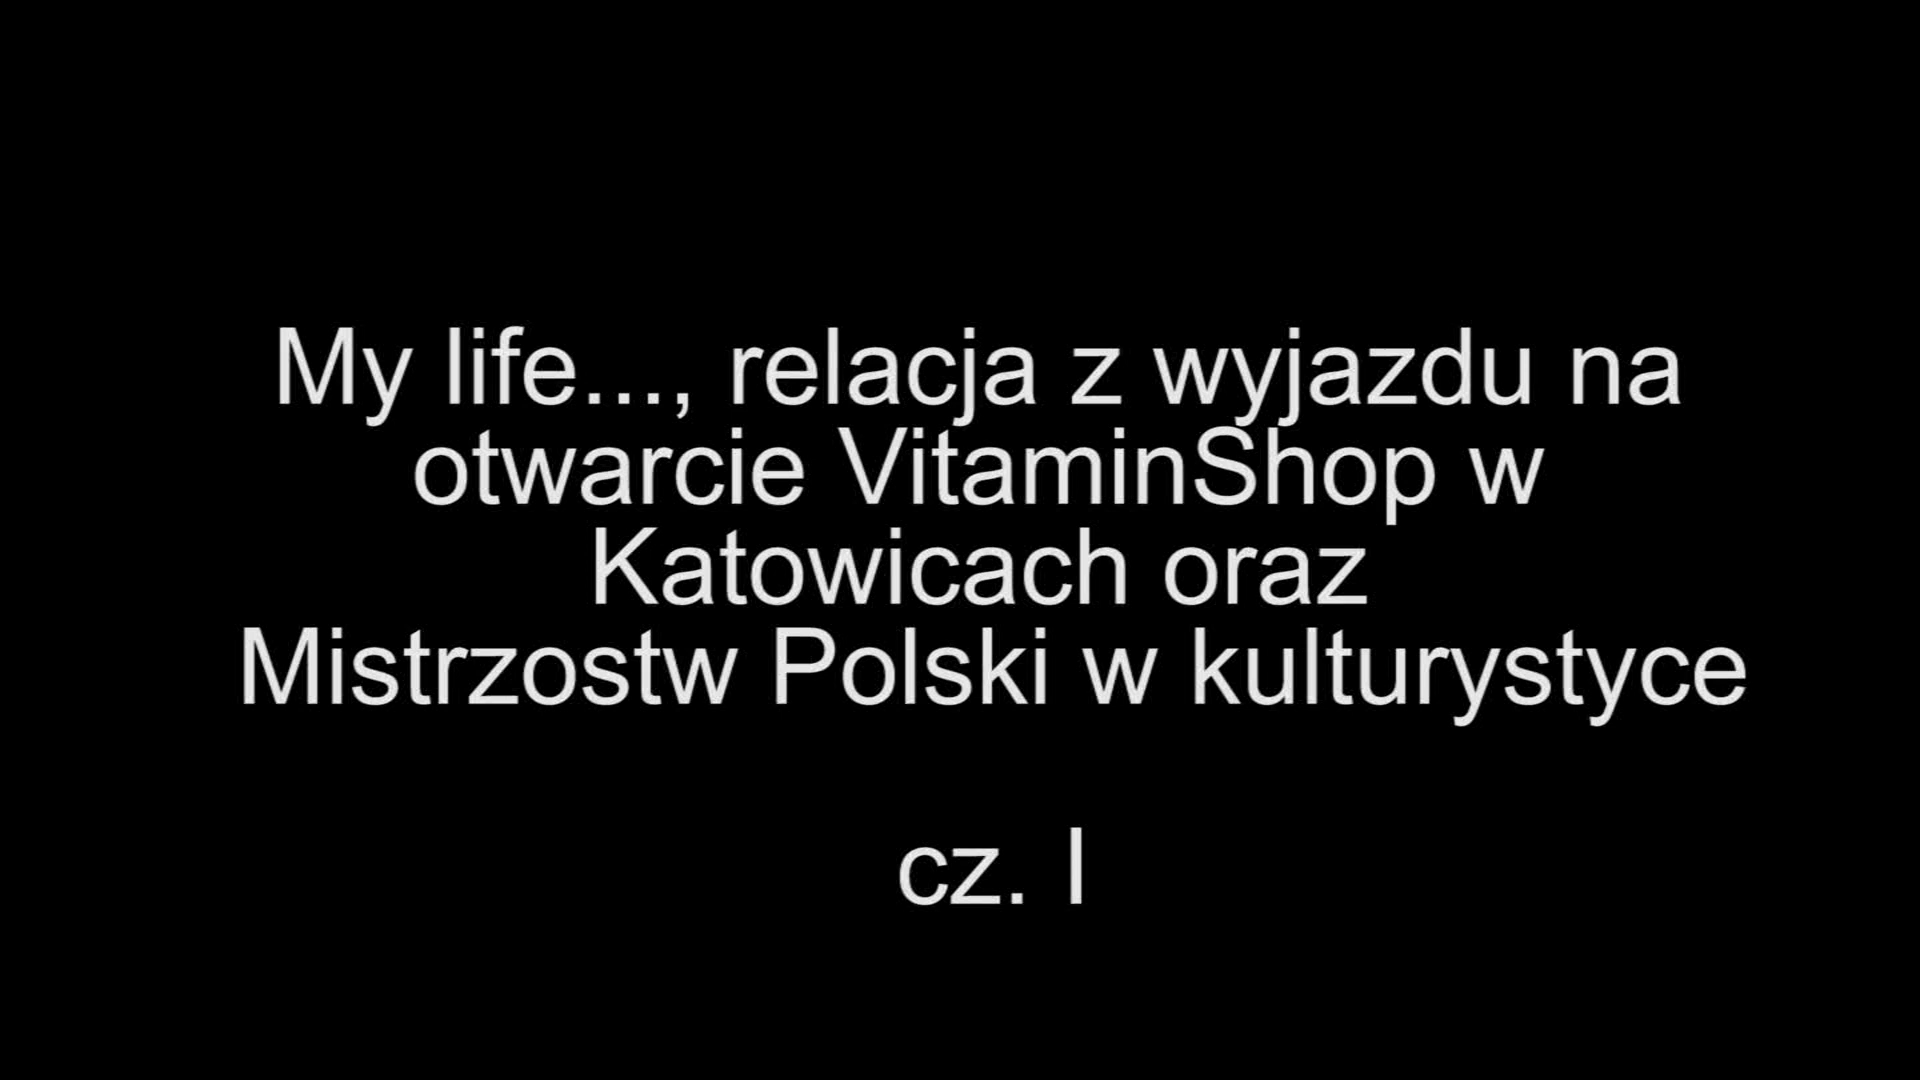 My life..., relacja z wyjazdu na
otwarcie VitaminShop w
Katowicach oraz
Mistrzostw Polski w kulturystyce
cz. I